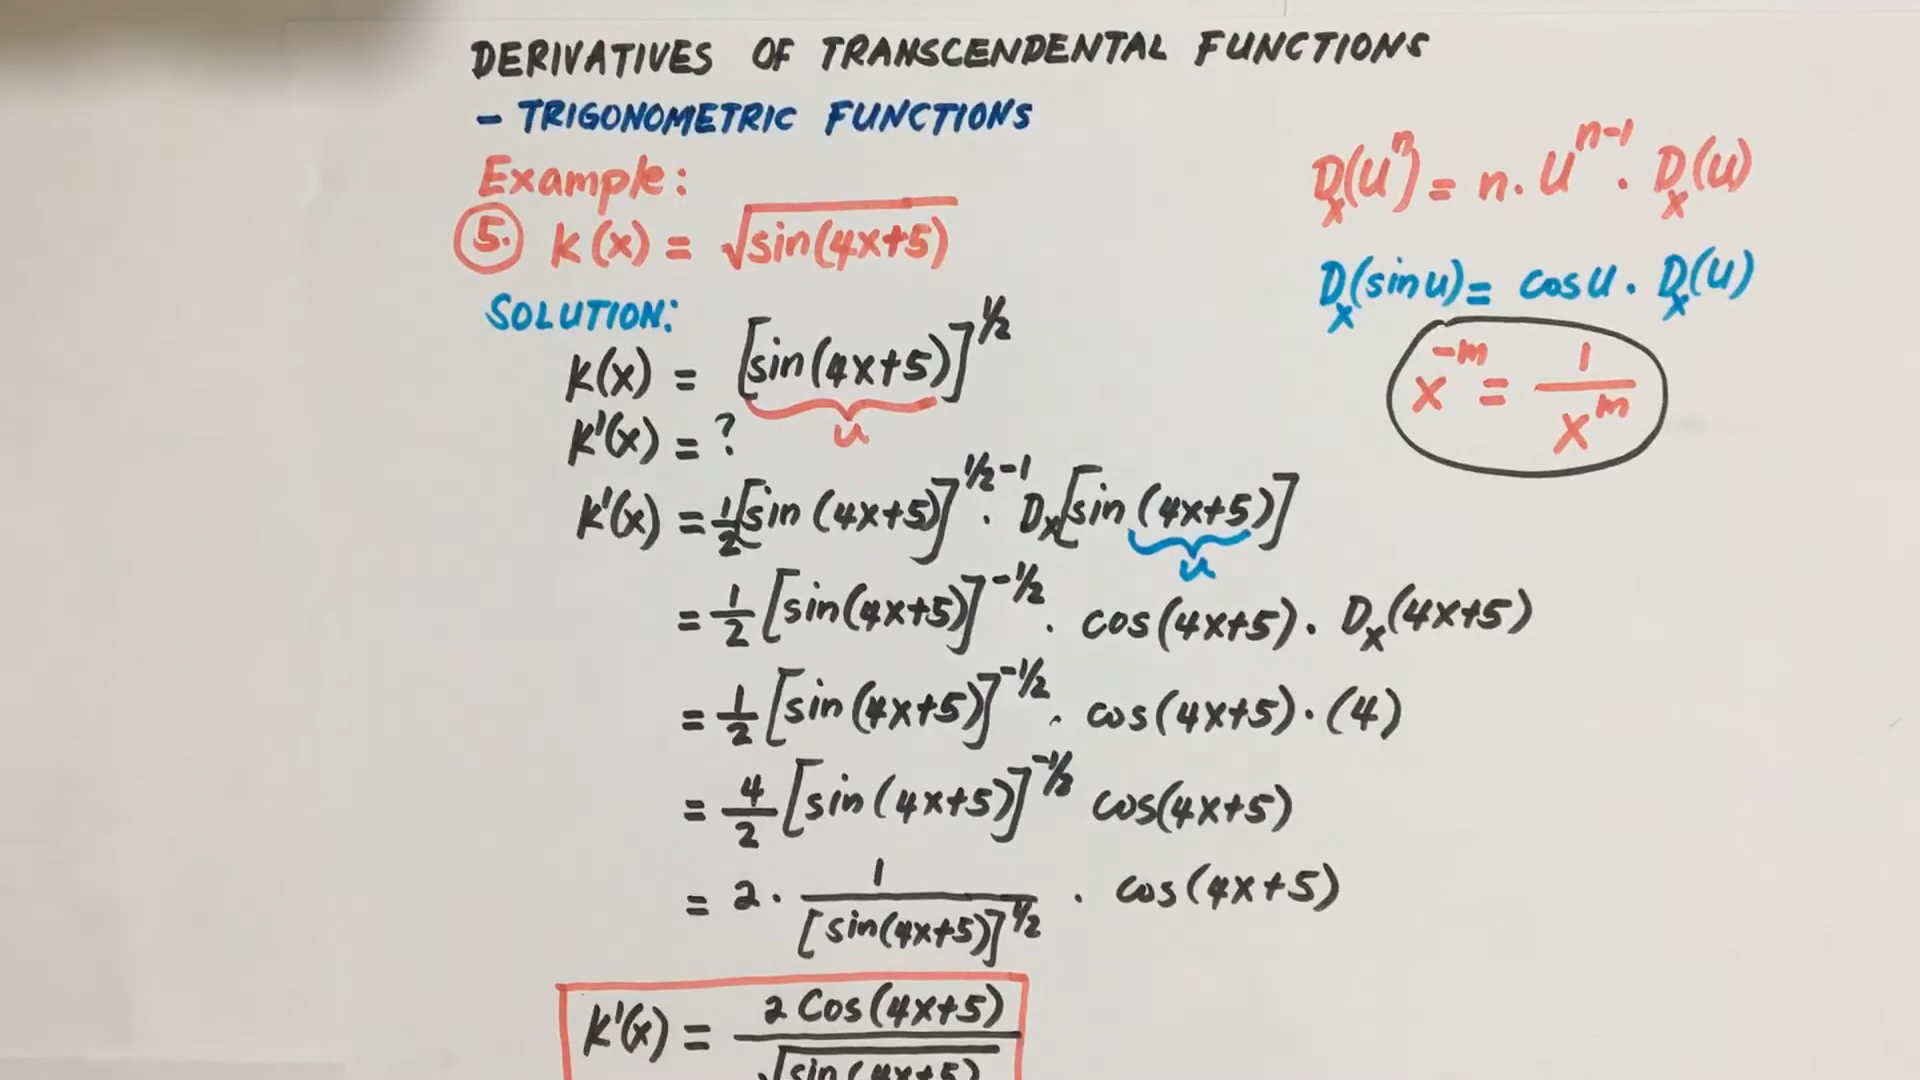 DERIVATIVES OF TRANSCENDENTAL FUNCTIONS
- TRIGONOMETRIC FUNCTIONS
Example:
5. K(x) = √sin(4x+5)
SOLUTION:
K(x) = [sin(4x+5)]^1/2
u
K'(x) = ?
K'(x) = 1/2[sin(4x+5)]^1/2-1 · Dx[sin(4x+5)]
u
= 1/2 [sin(4x+5)]^-1/2 · cos(4x+5) · Dx(4x+5)
= 1/2 [sin(4x+5)]^-1/2 · cos(4x+5) · (4)
= 4/2 [sin(4x+5)]^-1/2 cos(4x+5)
= 2 · 1/[sin(4x+5)]^1/2 · cos(4x+5)
K'(x) = 2 Cos(4x+5)/√sin(4x+5)
Dx(u^n) = n · u^n-1 · Dx(u)
Dx(sin u) = cos u · Dx(u)
x^-m = 1/x^m